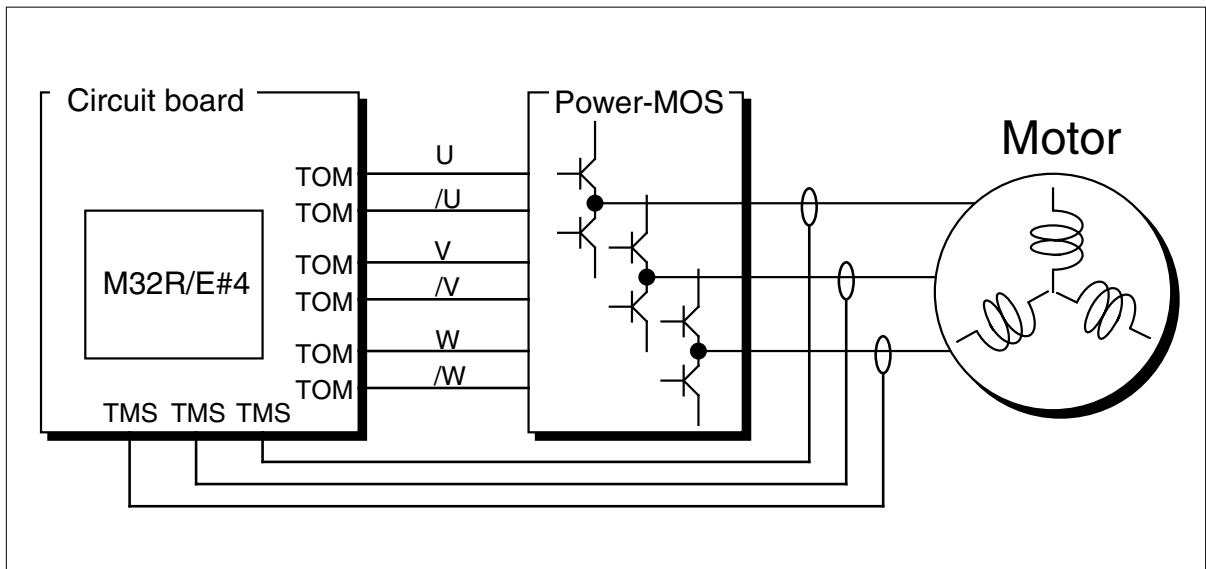 Circuit board
Power-MOS
Motor
TOM
U
TOM
/U
TOM
V
TOM
/V
TOM
W
TOM
/W
M32R/E#4
TMS TMS TMS